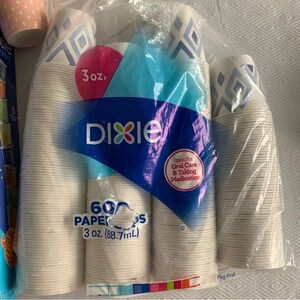 3 oz.
DIXIE
Great For
Oral Care
& Taking
Medication
600
PAPER CUPS
3 oz. (88.7mL)